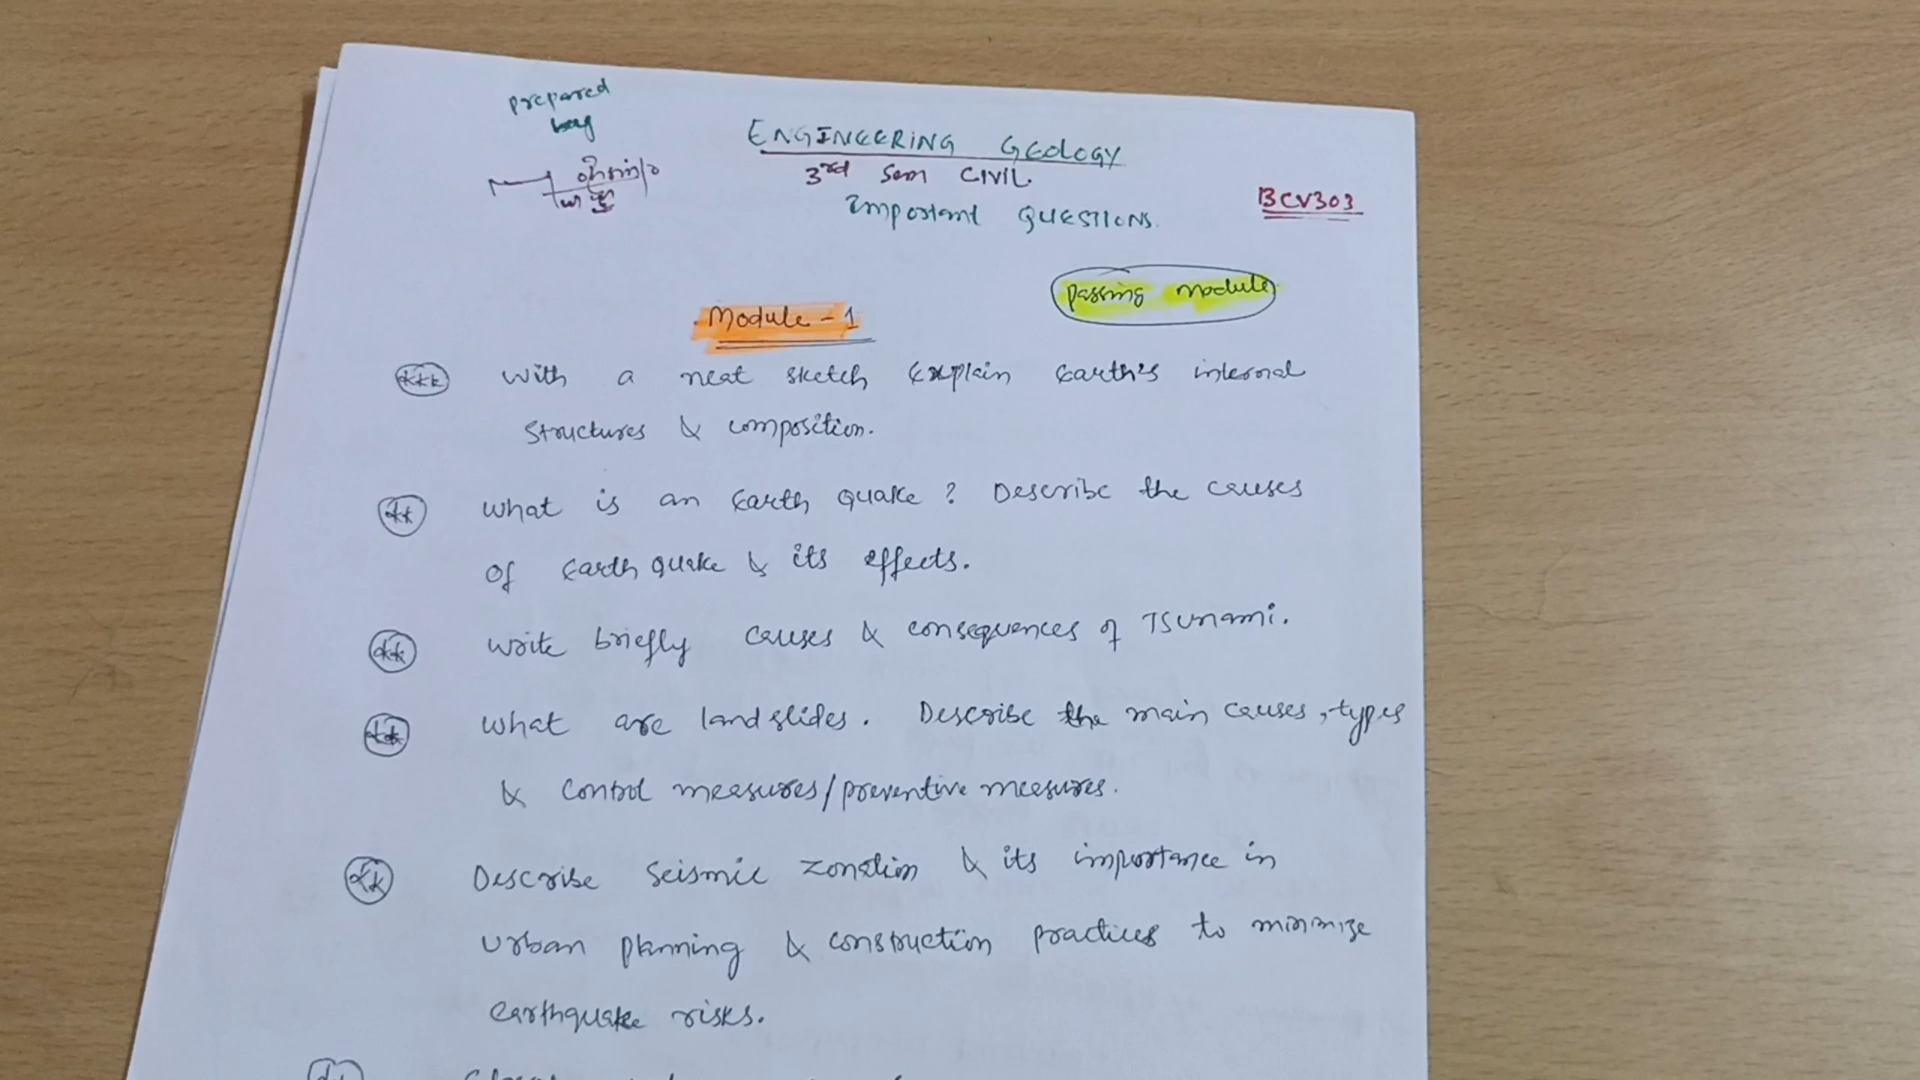 prepared
by
ENGINEERING GEOLOGY
3rd Sem CIVIL.
Important QUESTIONS.
BCV303
Passing module
Module - 1
*** With a neat sketch Explain Earth's internal
structures & composition.
** What is an Earth Quake? Describe the causes
of Earth quake & its effects.
** Write briefly causes & consequences of Tsunami.
** What are landslides. Describe the main causes, types
& control measures/preventive measures.
** Describe seismic zonation & its importance in
urban planning & construction practices to minimize
earthquake risks.